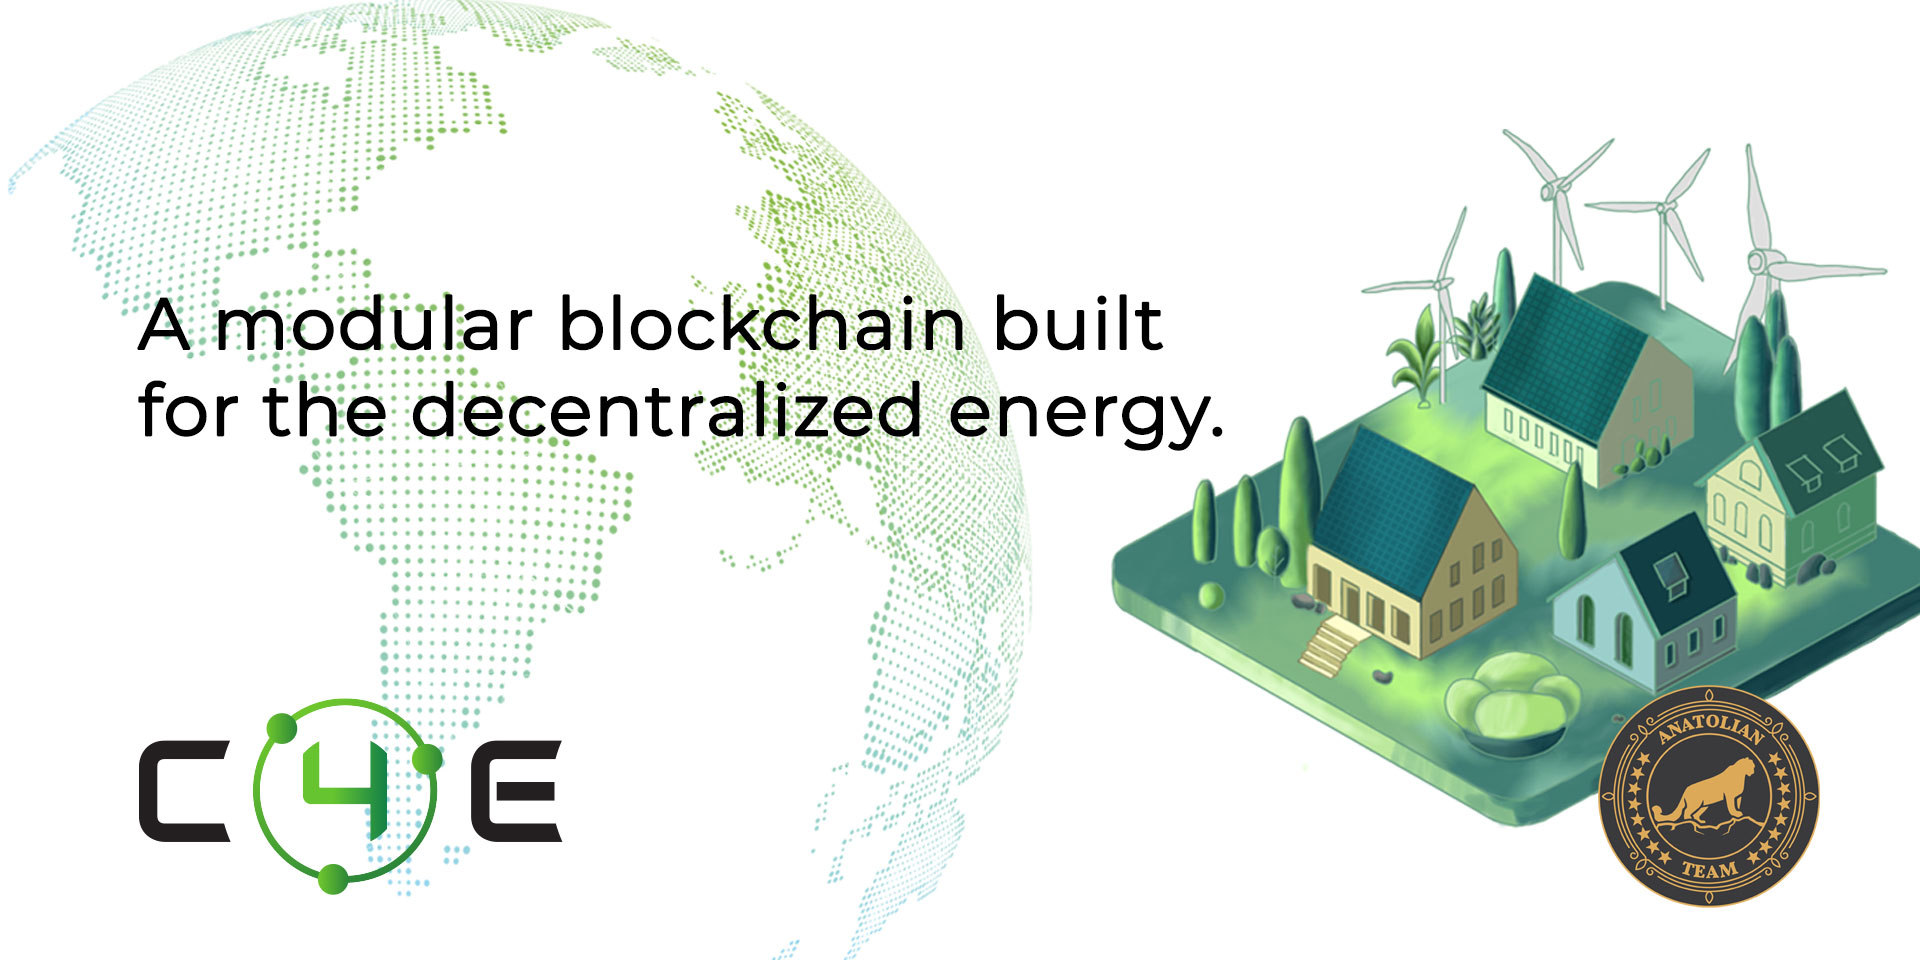 A modular blockchain built
for the decentralized energy.
C4E
ANATOLIAN
TEAM